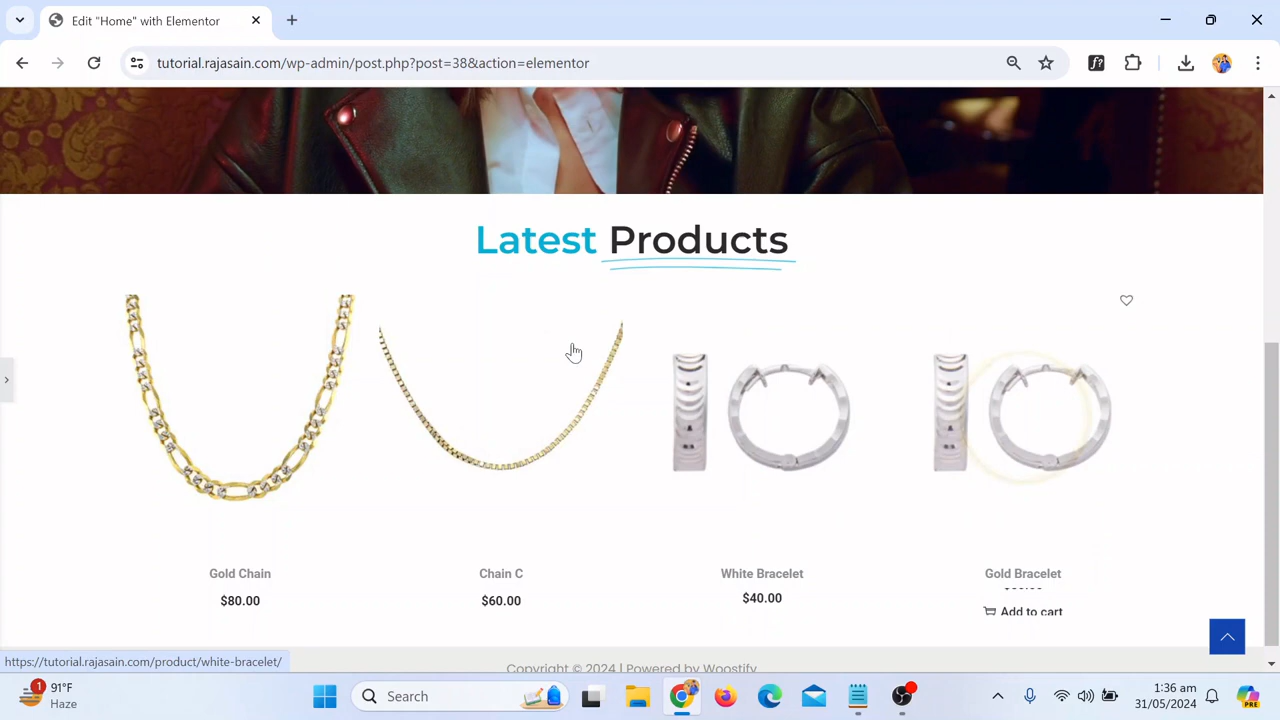 Edit "Home" with Elementor
tutorial.rajasain.com/wp-admin/post.php?post=38&action=elementor
Latest Products
Gold Chain
Chain C
White Bracelet
Gold Bracelet
$80.00
$60.00
$40.00
Add to cart
Copyright © 2024 | Powered by Woostify
https://tutorial.rajasain.com/product/white-bracelet/
1
91°F
Haze
Search
1:36 am
31/05/2024
PRE